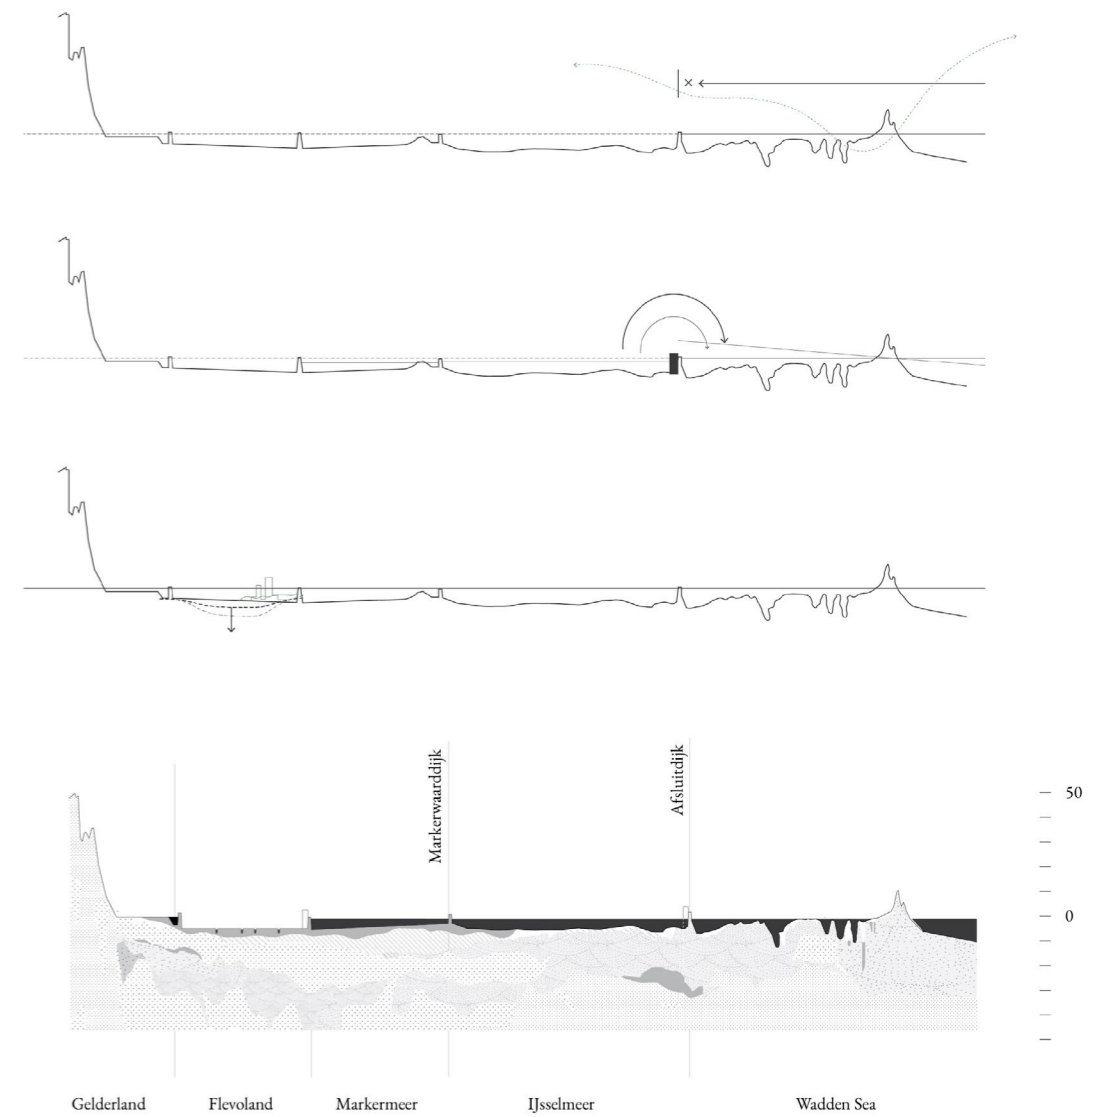 Markerwaarddijk
Afsluitdijk
50
0
Gelderland
Flevoland
Markermeer
IJsselmeer
Wadden Sea